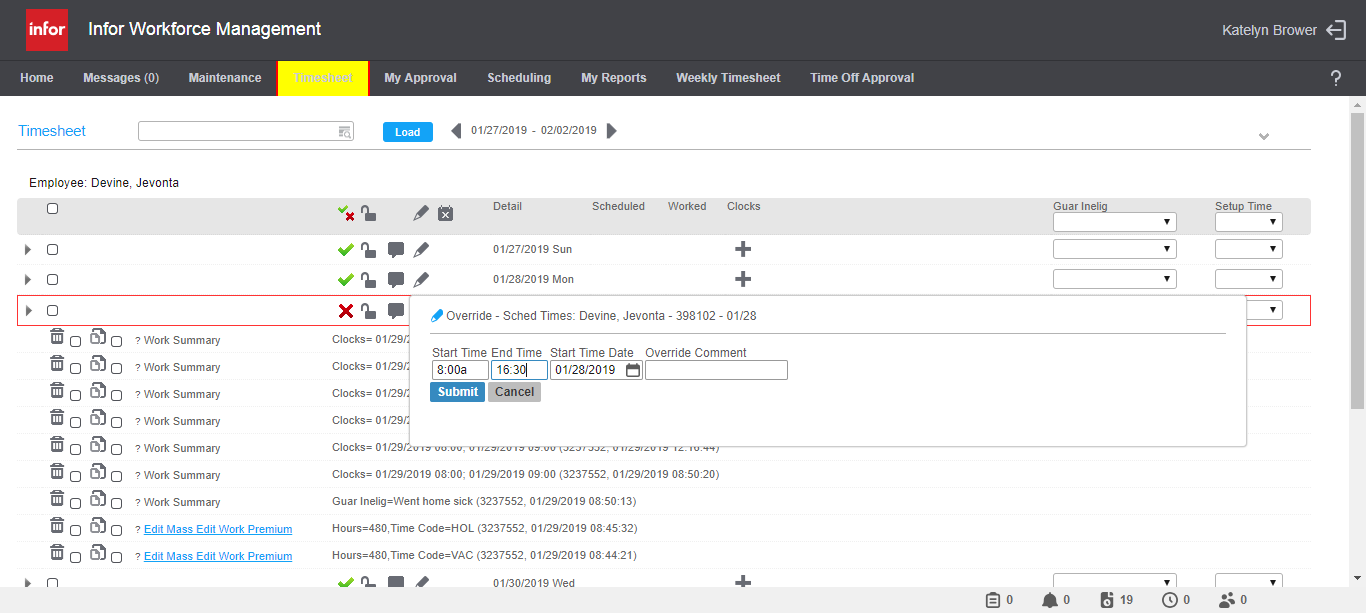 infor Infor Workforce Management Katelyn Brower
Home Messages (0) Maintenance Timesheet My Approval Scheduling My Reports Weekly Timesheet Time Off Approval ?
Timesheet Load 01/27/2019 - 02/02/2019
Employee: Devine, Jevonta
Detail Scheduled Worked Clocks Guar Inelig Setup Time
01/27/2019 Sun
01/28/2019 Mon
Override - Sched Times: Devine, Jevonta - 398102 - 01/28
Start Time End Time Start Time Date Override Comment
8:00a 16:30 01/28/2019
Submit Cancel
? Work Summary Clocks= 01/29/2
? Work Summary Clocks= 01/29/2
? Work Summary Clocks= 01/29/2
? Work Summary Clocks= 01/29/2
? Work Summary Clocks= 01/29/2019 08:00; 01/29/2019 09:00 (3237552, 01/29/2019 12:16:44)
? Work Summary Clocks= 01/29/2019 08:00; 01/29/2019 09:00 (3237552, 01/29/2019 08:50:20)
? Work Summary Guar Inelig=Went home sick (3237552, 01/29/2019 08:50:13)
? Edit Mass Edit Work Premium Hours=480,Time Code=HOL (3237552, 01/29/2019 08:45:32)
? Edit Mass Edit Work Premium Hours=480,Time Code=VAC (3237552, 01/29/2019 08:44:21)
01/30/2019 Wed
0 0 19 0 0